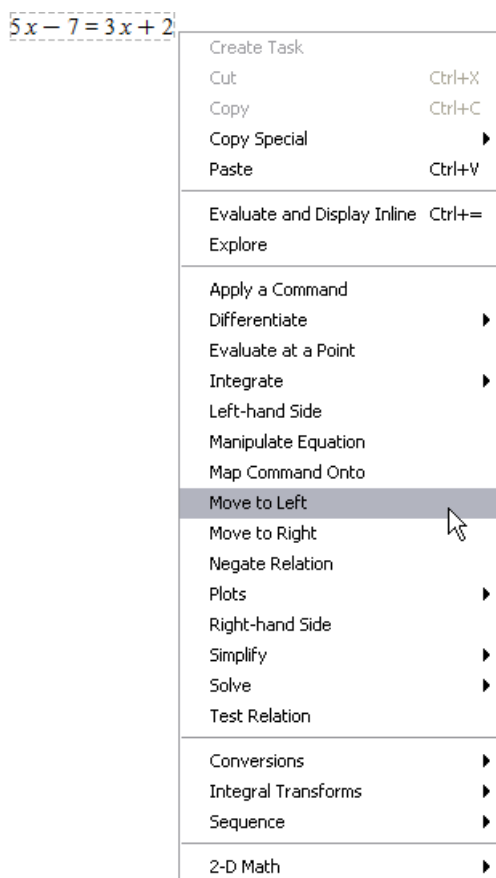 5 x − 7 = 3 x + 2
Create Task
Cut Ctrl+X
Copy Ctrl+C
Copy Special
Paste Ctrl+V
Evaluate and Display Inline Ctrl+=
Explore
Apply a Command
Differentiate
Evaluate at a Point
Integrate
Left-hand Side
Manipulate Equation
Map Command Onto
Move to Left
Move to Right
Negate Relation
Plots
Right-hand Side
Simplify
Solve
Test Relation
Conversions
Integral Transforms
Sequence
2-D Math